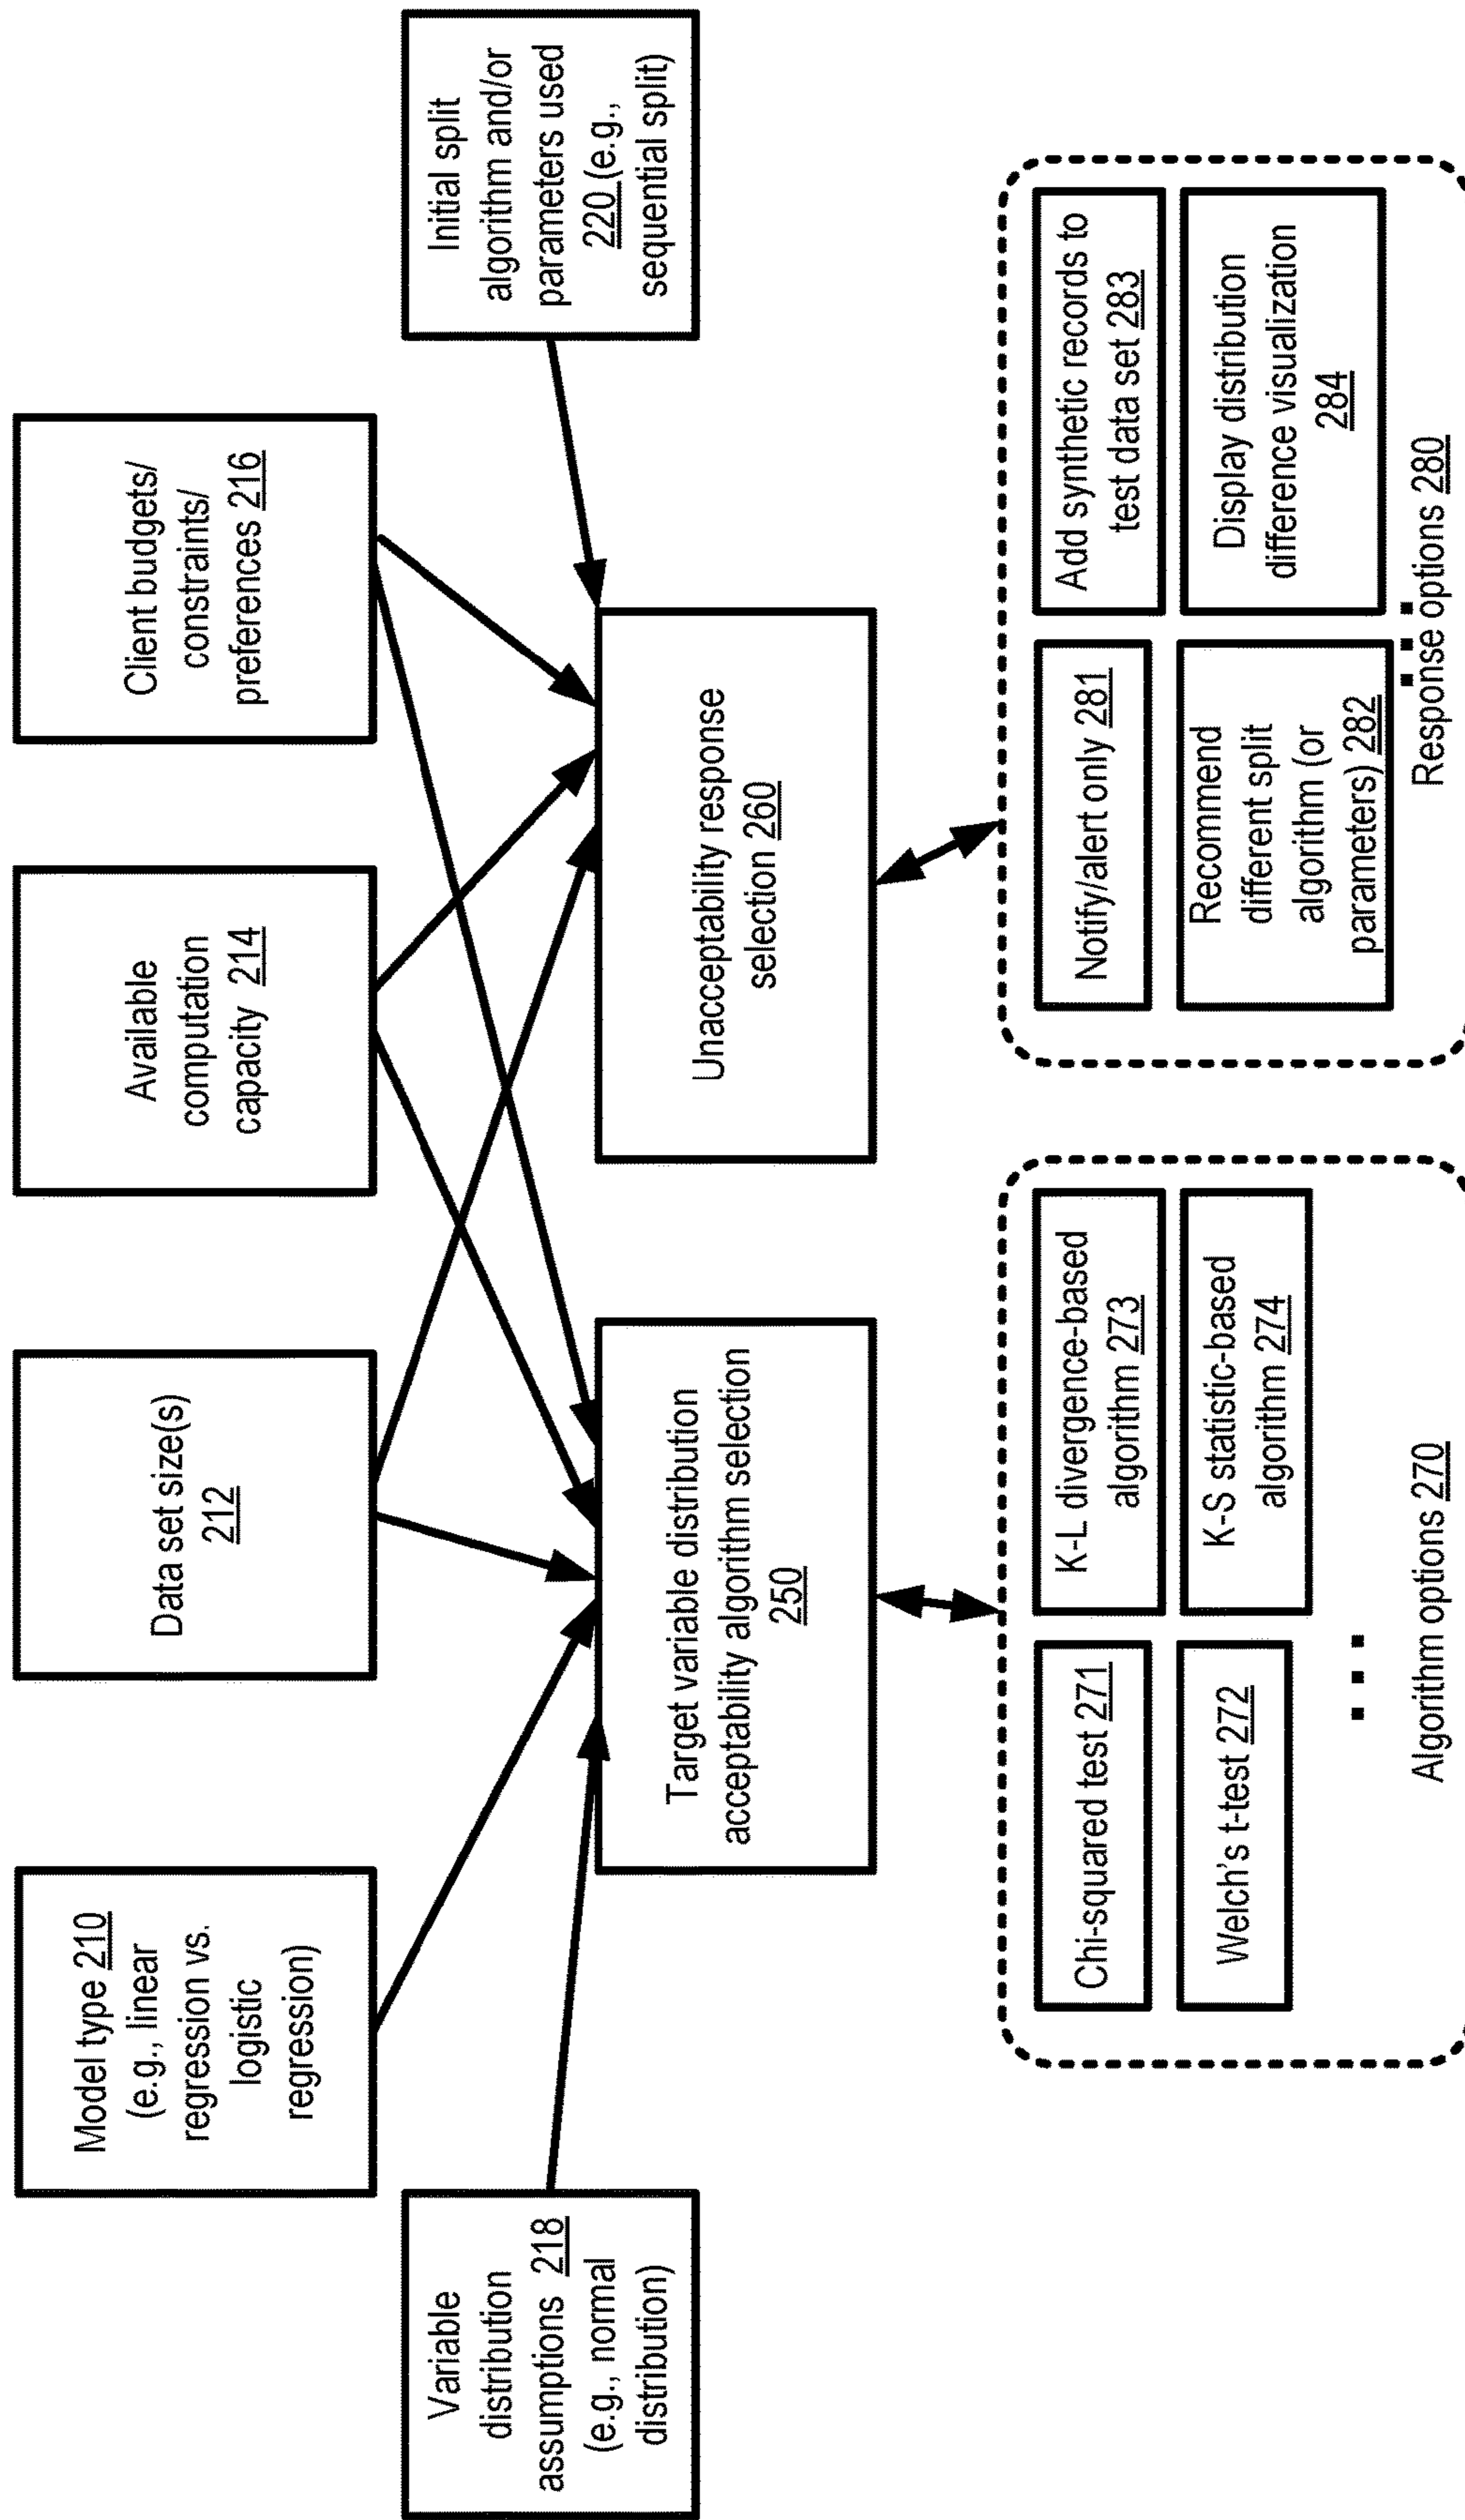 Model type 210
(e.g., linear
regression vs.
logistic
regression)
Data set size(s)
212
Available
computation
capacity 214
Client budgets/
constraints/
preferences 216
Variable
distribution
assumptions 218
(e.g., normal
distribution)
Initial split
algorithm and/or
parameters used
220 (e.g.,
sequential split)
Target variable distribution
acceptability algorithm selection
250
Unacceptability response
selection 260
Chi-squared test 271
K-L divergence-based
algorithm 273
Welch's t-test 272
K-S statistic-based
algorithm 274
Algorithm options 270
Notify/alert only 281
Add synthetic records to
test data set 283
Recommend
different split
algorithm (or
parameters) 282
Display distribution
difference visualization
284
Response options 280